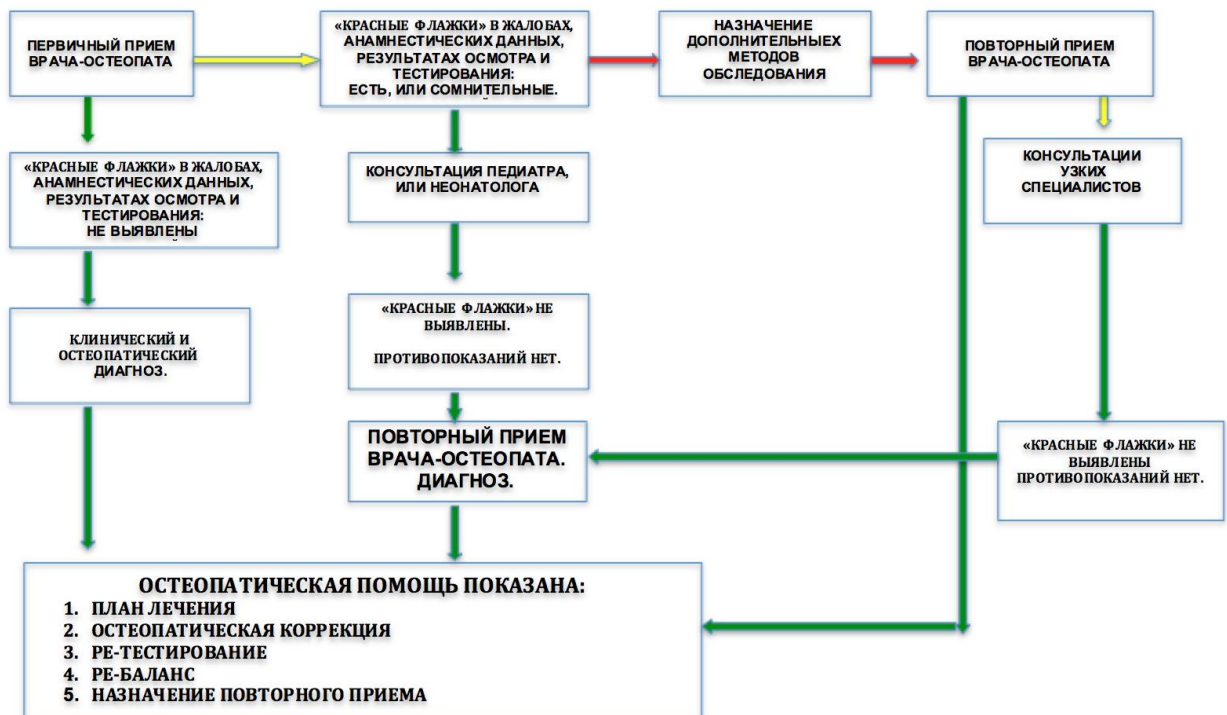 ПЕРВИЧНЫЙ ПРИЕМ
ВРАЧА-ОСТЕОПАТА
«КРАСНЫЕ ФЛАЖКИ» В ЖАЛОБАХ,
АНАМНЕСТИЧЕСКИХ ДАННЫХ,
РЕЗУЛЬТАТАХ ОСМОТРА И
ТЕСТИРОВАНИЯ:
ЕСТЬ, ИЛИ СОМНИТЕЛЬНЫЕ.
НАЗНАЧЕНИЕ
ДОПОЛНИТЕЛЬНЫЕХ
МЕТОДОВ
ОБСЛЕДОВАНИЯ
ПОВТОРНЫЙ ПРИЕМ
ВРАЧА-ОСТЕОПАТА
«КРАСНЫЕ ФЛАЖКИ» В ЖАЛОБАХ,
АНАМНЕСТИЧЕСКИХ ДАННЫХ,
РЕЗУЛЬТАТАХ ОСМОТРА И
ТЕСТИРОВАНИЯ:
НЕ ВЫЯВЛЕНЫ
КОНСУЛЬТАЦИЯ ПЕДИАТРА,
ИЛИ НЕОНАТОЛОГА
КОНСУЛЬТАЦИИ
УЗКИХ
СПЕЦИАЛИСТОВ
КЛИНИЧЕСКИЙ И
ОСТЕОПАТИЧЕСКИЙ
ДИАГНОЗ.
«КРАСНЫЕ ФЛАЖКИ» НЕ
ВЫЯВЛЕНЫ.
ПРОТИВОПОКАЗАНИЙ НЕТ.
ПОВТОРНЫЙ ПРИЕМ
ВРАЧА-ОСТЕОПАТА.
ДИАГНОЗ.
«КРАСНЫЕ ФЛАЖКИ» НЕ
ВЫЯВЛЕНЫ
ПРОТИВОПОКАЗАНИЙ НЕТ.
ОСТЕОПАТИЧЕСКАЯ ПОМОЩЬ ПОКАЗАНА:
1. ПЛАН ЛЕЧЕНИЯ
2. ОСТЕОПАТИЧЕСКАЯ КОРРЕКЦИЯ
3. РЕ-ТЕСТИРОВАНИЕ
4. РЕ-БАЛАНС
5. НАЗНАЧЕНИЕ ПОВТОРНОГО ПРИЕМА